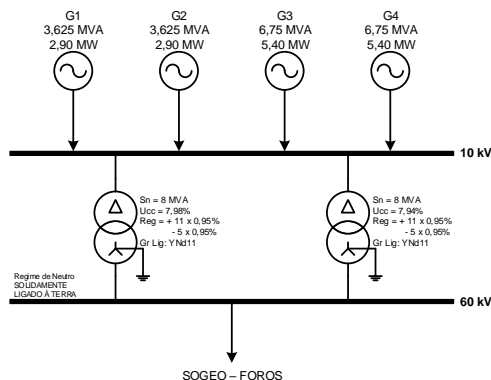 G1
3,625 MVA
2,90 MW
G2
3,625 MVA
2,90 MW
G3
6,75 MVA
5,40 MW
G4
6,75 MVA
5,40 MW
10 kV
Sn = 8 MVA
Ucc = 7,98%
Reg = + 11 x 0,95%
- 5 x 0,95%
Gr Lig: YNd11
Sn = 8 MVA
Ucc = 7,94%
Reg = + 11 x 0,95%
- 5 x 0,95%
Gr Lig: YNd11
Regime de Neutro
SOLIDAMENTE
LIGADO À TERRA
60 kV
SOGEO – FOROS